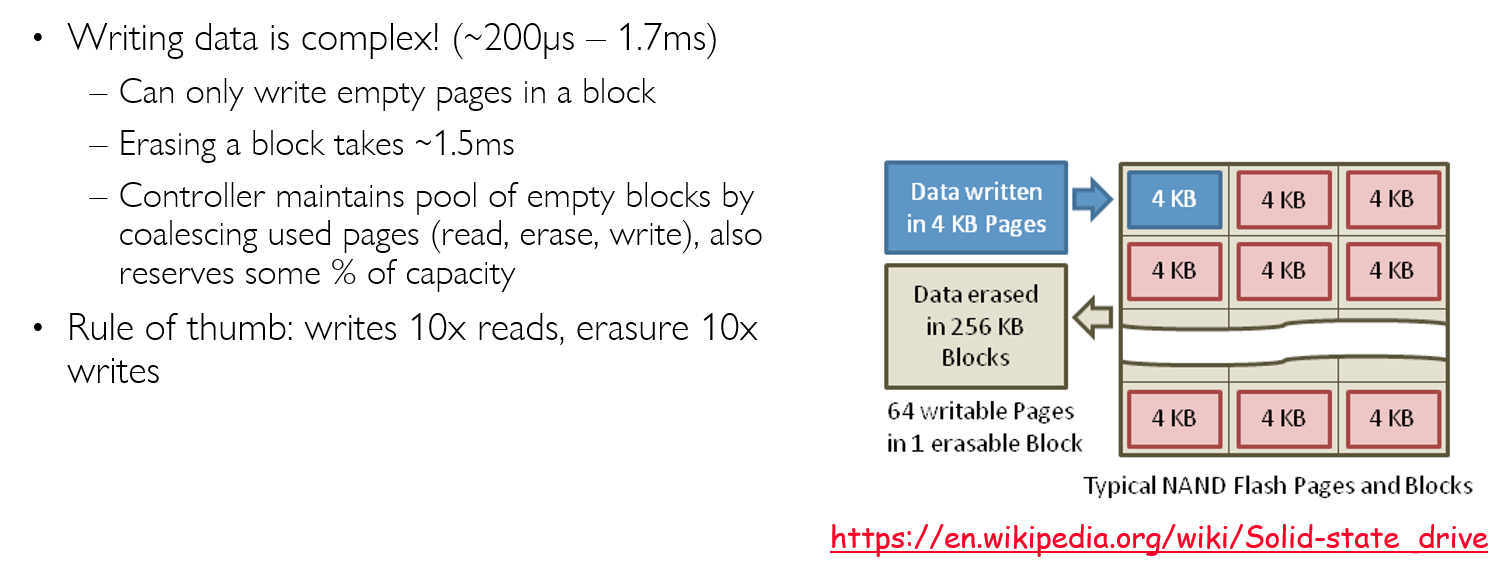 • Writing data is complex! (~200µs – 1.7ms)
– Can only write empty pages in a block
– Erasing a block takes ~1.5ms
– Controller maintains pool of empty blocks by
coalescing used pages (read, erase, write), also
reserves some % of capacity
• Rule of thumb: writes 10x reads, erasure 10x
writes
Data written
in 4 KB Pages
Data erased
in 256 KB
Blocks
64 writable Pages
in 1 erasable Block
4 KB 4 KB 4 KB
4 KB 4 KB 4 KB
4 KB 4 KB 4 KB
Typical NAND Flash Pages and Blocks
https://en.wikipedia.org/wiki/Solid-state_drive